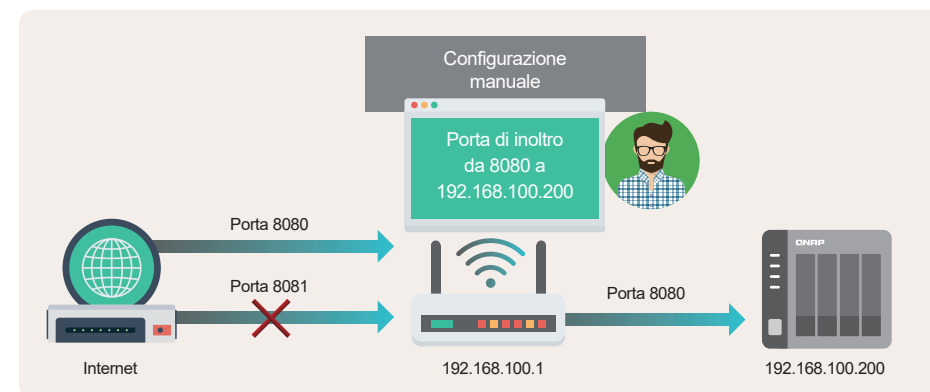 Configurazione
manuale
Porta di inoltro
da 8080 a
192.168.100.200
Porta 8080
Porta 8081
Porta 8080
QNAP
Internet
192.168.100.1
192.168.100.200